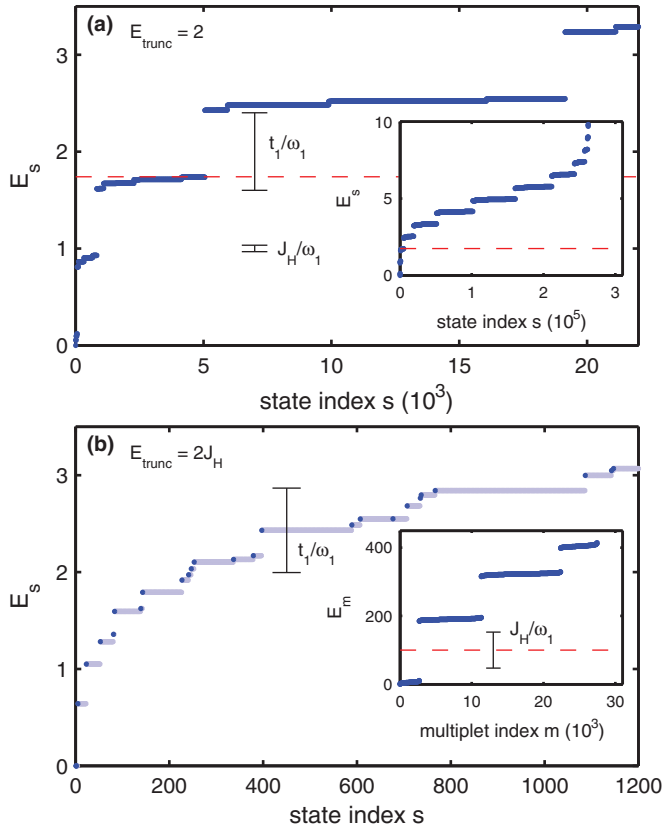 (a)
E_trunc = 2
3
2
1
0
E_s
t_1/ω_1
J_H/ω_1
10
5
0
E_s
0 1 2 3
state index s (10^5)
0 5 10 15 20
state index s (10^3)
(b)
E_trunc = 2J_H
3
2
1
0
E_s
t_1/ω_1
400
200
0
E_m
J_H/ω_1
0 10 20 30
multiplet index m (10^3)
0 200 400 600 800 1000 1200
state index s